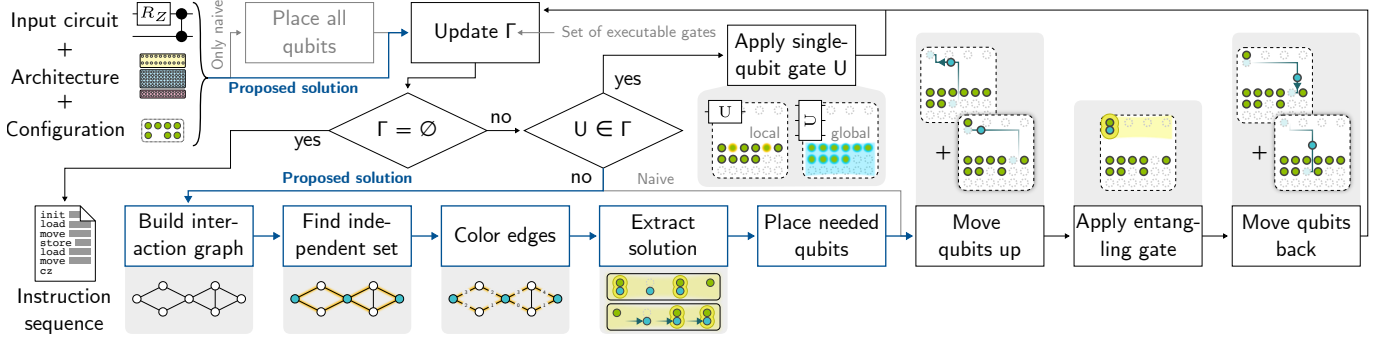 Input circuit
+
Architecture
+
Configuration
R_Z
Only naive
Place all
qubits
Proposed solution
Update Γ
Set of executable gates
Γ = ∅
yes
no
U ∈ Γ
yes
no
Apply single-
qubit gate U
U
local
U
global
Proposed solution
Naive
init
load
move
store
load
move
cz
Instruction
sequence
Build inter-
action graph
Find inde-
pendent set
Color edges
Extract
solution
Place needed
qubits
+
Move
qubits up
Apply entang-
ling gate
+
Move qubits
back